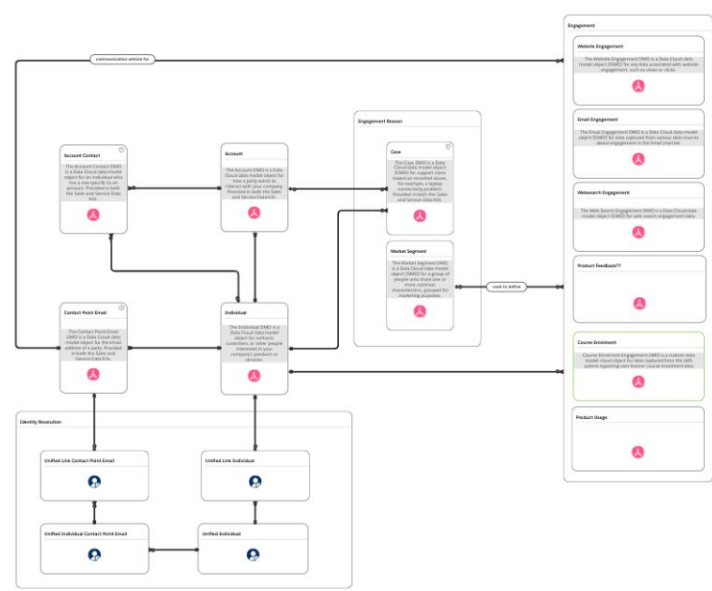 Engagement
Website Engagement
The Website Engagement DMO is a Data Cloud data
model object (DMO) for any data associated with website
engagement, such as views or clicks.
communication vehicle for
Email Engagement
The Email Engagement DMO is a Data Cloud data model
object (DMO) for data captured from various data sources
about engagement in the Email channel.
Engagement Reason
Account Contact
The Account Contact DMO
is a Data Cloud data model
object for an individual who
has a role specific to an
account. Provided in both
the Sales and Service Data
Kits.
Account
The Account DMO is a Data
Cloud data model object for
how a party wants to
interact with your company.
Provided in both the Sales
and Service Data Kits.
Case
The Case DMO is a Data
Cloud data model object
(DMO) for support cases
based on recorded issues,
for example, a laptop
connectivity problem.
Provided in both the Sales
and Service Data Kits.
Websearch Engagement
The Web Search Engagement DMO is a Data Cloud data
model object (DMO) for web search engagement data.
Market Segment
The Market Segment DMO
is a Data Cloud data model
object (DMO) for a group of
people who share one or
more common
characteristics, grouped for
marketing purposes.
used to define
Product Feedback??
Contact Point Email
The Contact Point Email
DMO is a Data Cloud data
model object for the email
address of a party. Provided
in both the Sales and
Service Data Kits.
Individual
The Individual DMO is a
Data Cloud data model
object for contacts,
customers, or other people
interested in your
company's products or
services.
Course Enrolment
Course Enrolment Engagement DMO is a custom data
model cloud object for data captured from the LMS
system reporting user learner course enrolment data
Product Usage
Identity Resolution
Unified Link Contact Point Email
Unified Link Individual
Unified Individual Contact Point Email
Unified Individual